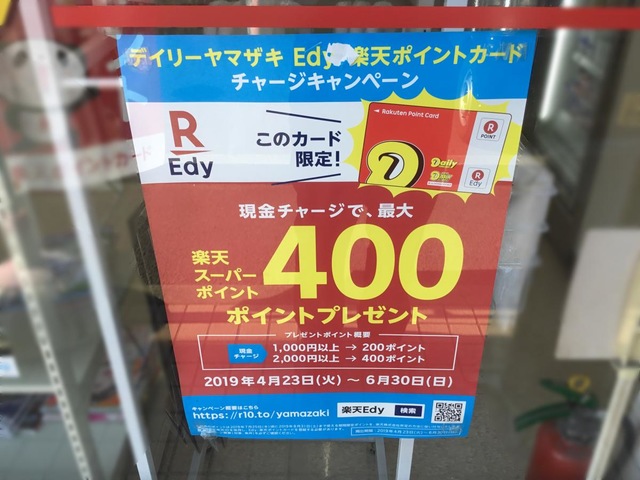 デイリーヤマザキ Edy 楽天ポイントカード
チャージキャンペーン
R
Edy
このカード
限定!
Rakuten Point Card
R
POINT
Daily
R
Edy
現金チャージで、最大
楽天
スーパー
ポイント
400
ポイントプレゼント
プレゼントポイント概要
現金
チャージ
1,000円以上 → 200ポイント
2,000円以上 → 400ポイント
2019年4月23日(火) ~ 6月30日(日)
キャンペーン概要はこちら
https://r10.to/yamazaki
楽天Edy 検索